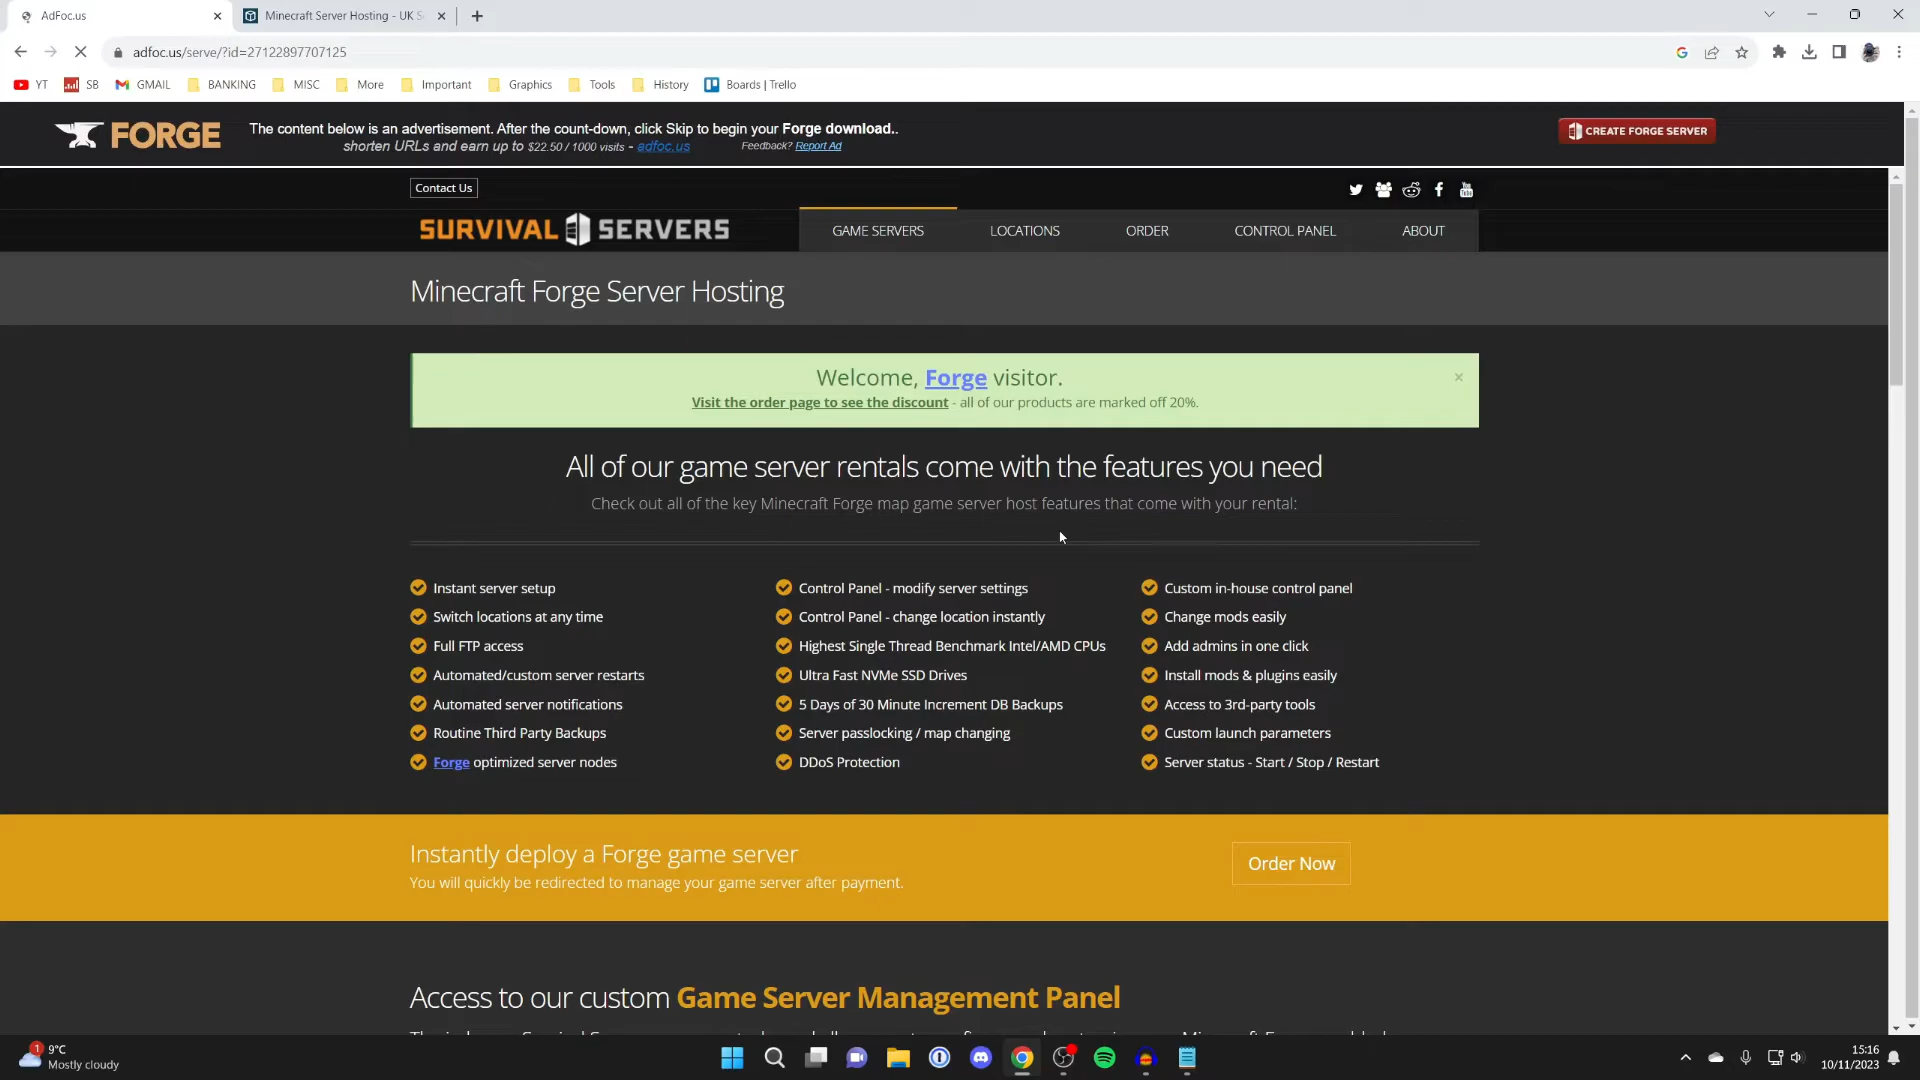 AdFoc.us
Minecraft Server Hosting - UK S
adfoc.us/serve/?id=27122897707125
YT
SB
GMAIL
BANKING
MISC
More
Important
Graphics
Tools
History
Boards | Trello
FORGE
The content below is an advertisement. After the count-down, click Skip to begin your Forge download..
shorten URLs and earn up to $22.50 / 1000 visits - adfoc.us
Feedback? Report Ad
CREATE FORGE SERVER
Contact Us
SURVIVAL SERVERS
GAME SERVERS
LOCATIONS
ORDER
CONTROL PANEL
ABOUT
Minecraft Forge Server Hosting
Welcome, Forge visitor.
Visit the order page to see the discount - all of our products are marked off 20%.
All of our game server rentals come with the features you need
Check out all of the key Minecraft Forge map game server host features that come with your rental:
Instant server setup
Switch locations at any time
Full FTP access
Automated/custom server restarts
Automated server notifications
Routine Third Party Backups
Forge optimized server nodes
Control Panel - modify server settings
Control Panel - change location instantly
Highest Single Thread Benchmark Intel/AMD CPUs
Ultra Fast NVMe SSD Drives
5 Days of 30 Minute Increment DB Backups
Server passlocking / map changing
DDoS Protection
Custom in-house control panel
Change mods easily
Add admins in one click
Install mods & plugins easily
Access to 3rd-party tools
Custom launch parameters
Server status - Start / Stop / Restart
Instantly deploy a Forge game server
You will quickly be redirected to manage your game server after payment.
Order Now
Access to our custom Game Server Management Panel
1
9°C
Mostly cloudy
15:16
10/11/2023